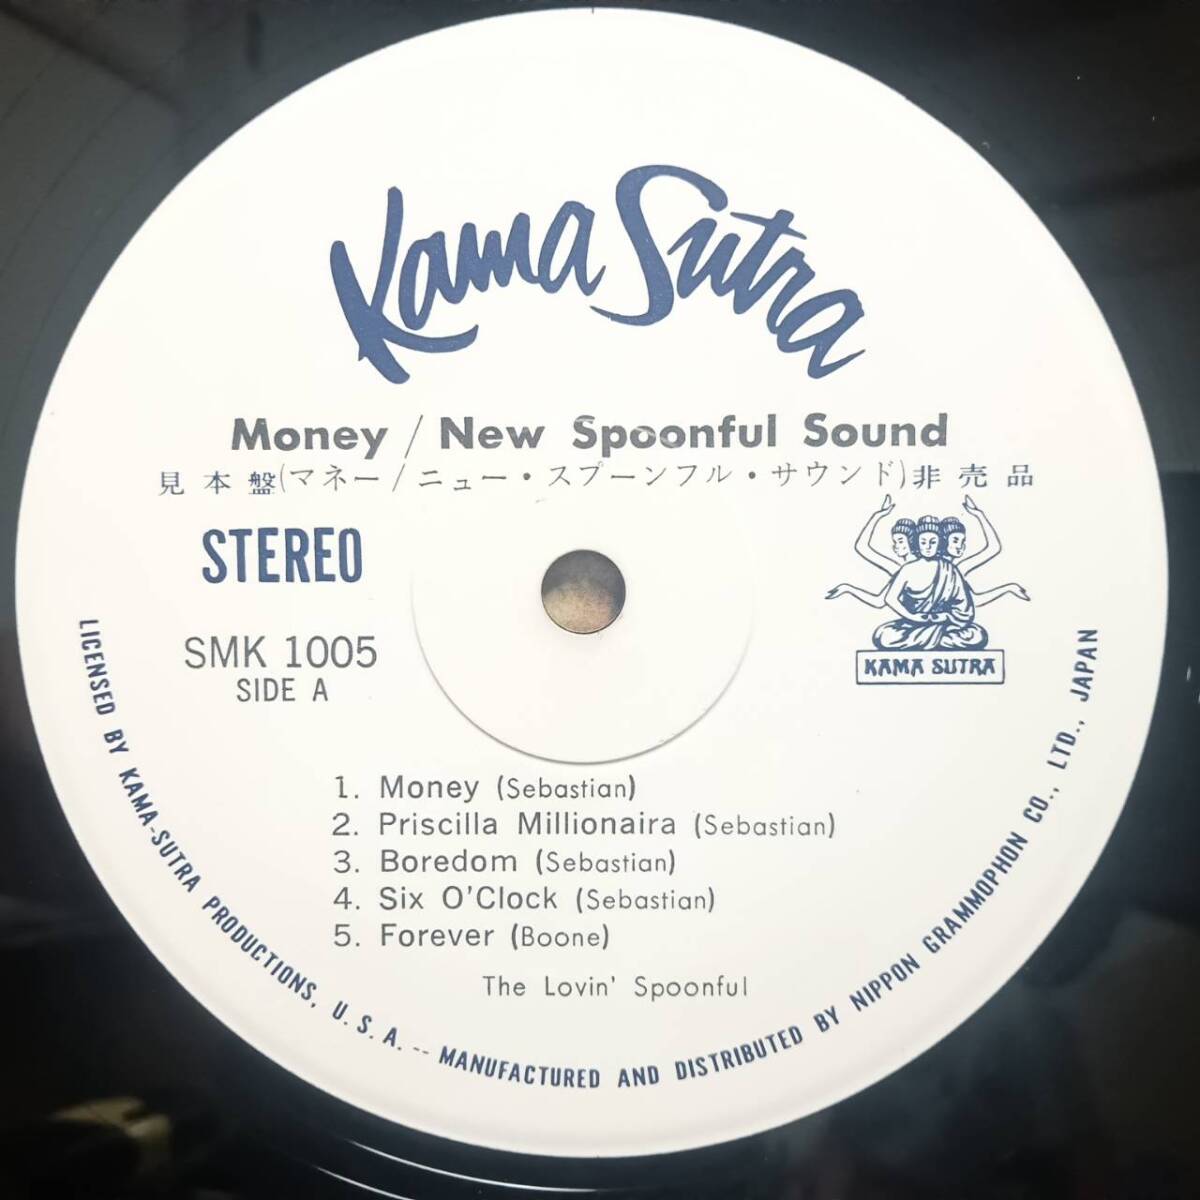 Kama Sutra
Money / New Spoonful Sound
見本盤(マネー/ニュー・スプーンフル・サウンド)非売品
STEREO
SMK 1005
SIDE A
KAMA SUTRA
1. Money (Sebastian)
2. Priscilla Millionaira (Sebastian)
3. Boredom (Sebastian)
4. Six O'Clock (Sebastian)
5. Forever (Boone)
The Lovin' Spoonful
LICENSED BY KAMA-SUTRA PRODUCTIONS, U.S.A. -- MANUFACTURED AND DISTRIBUTED BY NIPPON GRAMMOPHON CO., LTD., JAPAN